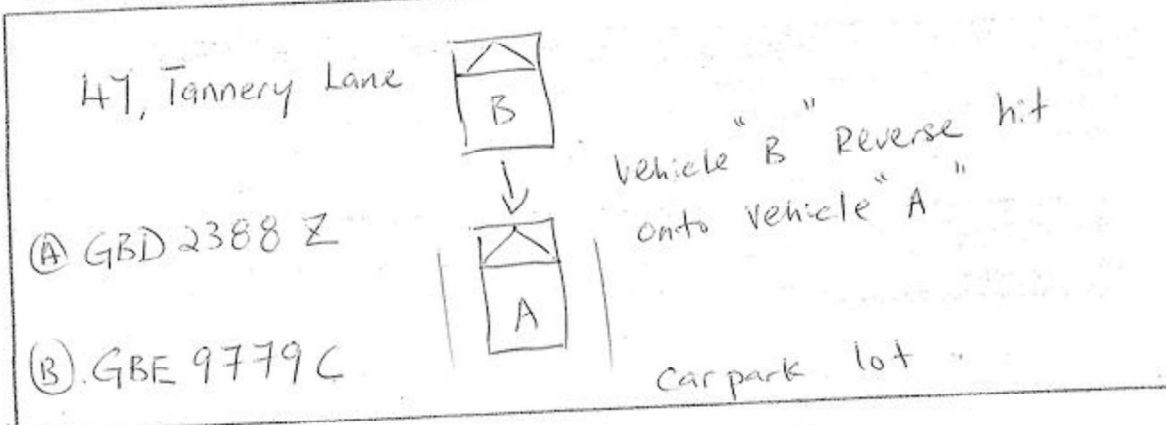 47, Tannery Lane
B
Vehicle "B" Reverse hit
onto vehicle "A"
Ⓐ GBD 2388 Z
A
Ⓑ. GBE 9779 C
Carpark lot